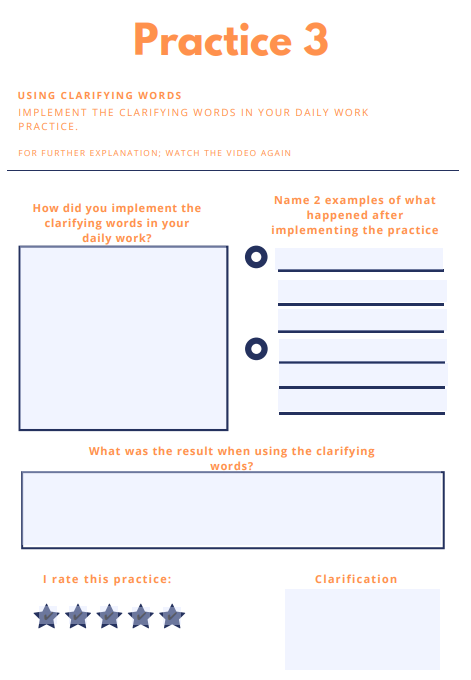 Practice 3
USING CLARIFYING WORDS
IMPLEMENT THE CLARIFYING WORDS IN YOUR DAILY WORK
PRACTICE.
FOR FURTHER EXPLANATION; WATCH THE VIDEO AGAIN
How did you implement the
clarifying words in your
daily work?
Name 2 examples of what
happened after
implementing the practice
What was the result when using the clarifying
words?
I rate this practice:
Clarification